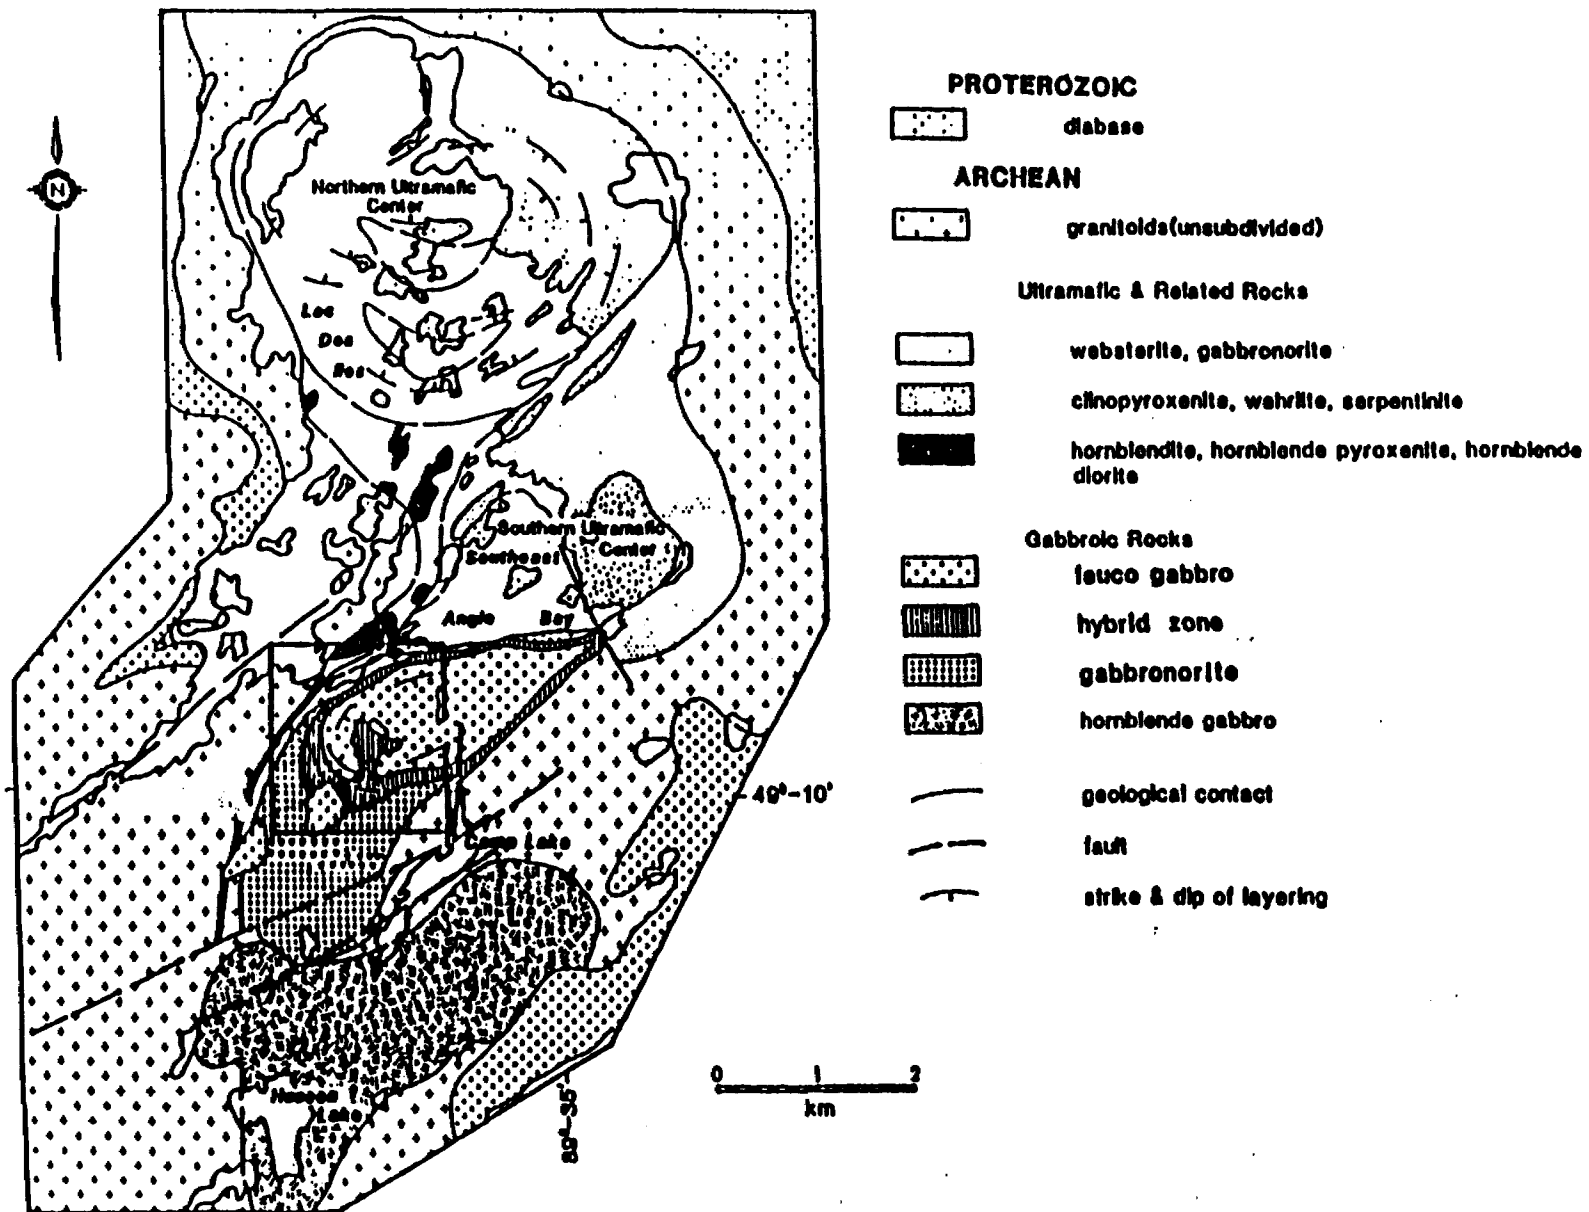 N
Northern Ultramafic
Center
Lac
Des
Iles
Southern Ultramafic
Center
Southeast
Angle Bay
Camp Lake
Lake
49°-10'
89°-35'
0 1 2
km
PROTEROZOIC
diabase
ARCHEAN
granitoids(unsubdivided)
Ultramafic & Related Rocks
websterite, gabbronorite
clinopyroxenite, wehrlite, serpentinite
hornblendite, hornblende pyroxenite, hornblende
diorite
Gabbroic Rocks
leuco gabbro
hybrid zone
gabbronorite
hornblende gabbro
geological contact
fault
strike & dip of layering